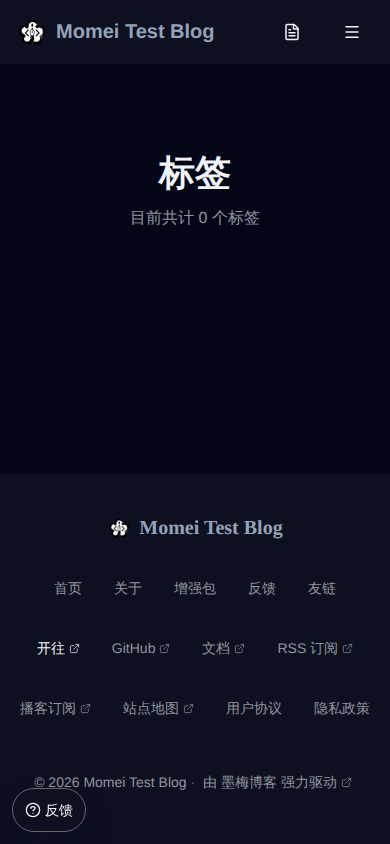 Momei Test Blog
标签
目前共计 0 个标签
Momei Test Blog
首页 关于 增强包 反馈 友链
开往 GitHub 文档 RSS 订阅
播客订阅 站点地图 用户协议 隐私政策
© 2026 Momei Test Blog · 由 墨梅博客 强力驱动
反馈